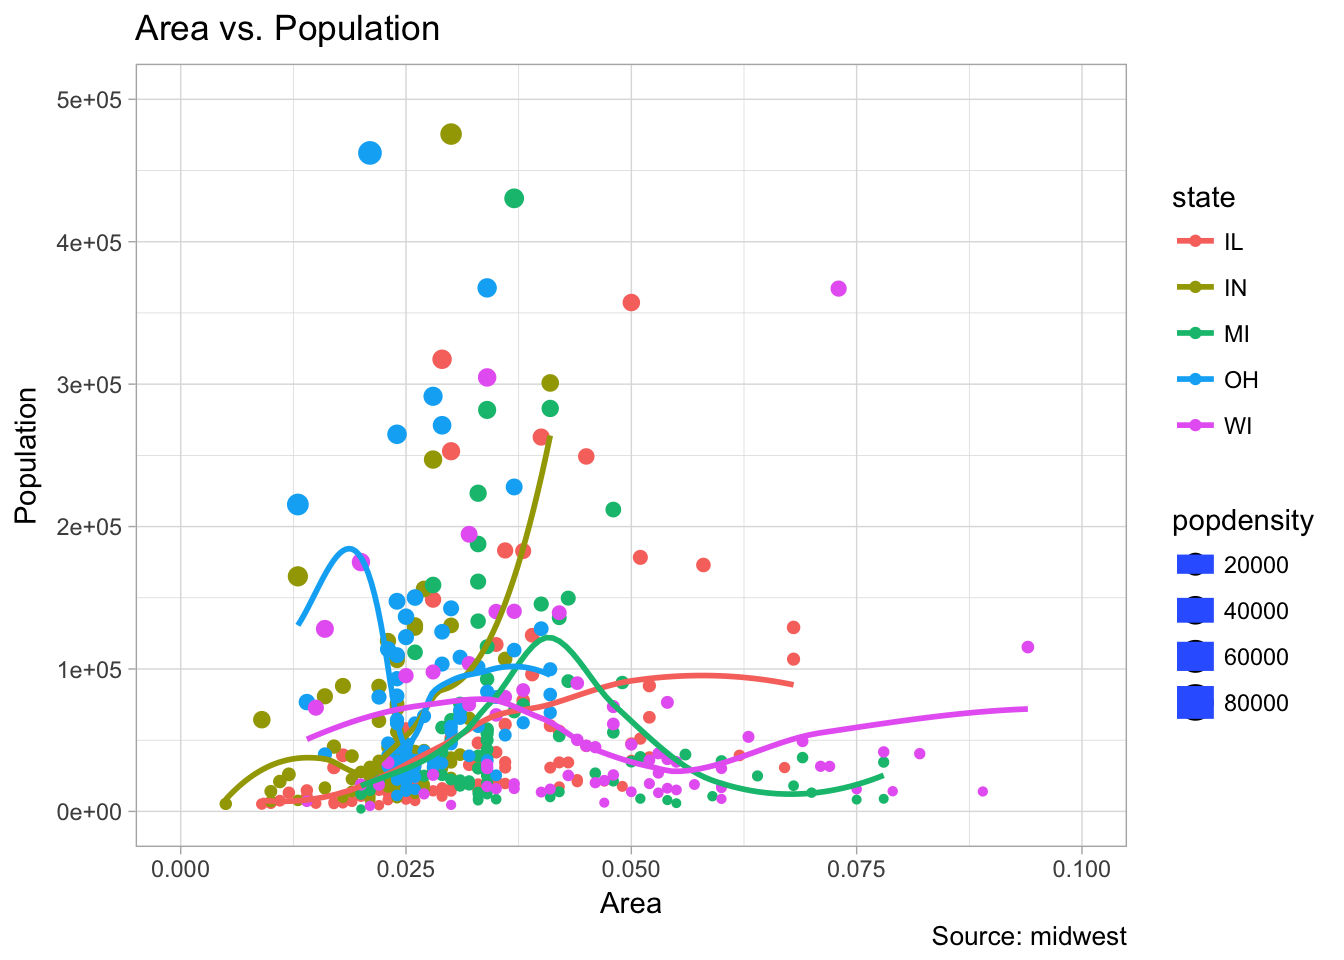 Area vs. Population
5e+05
4e+05
3e+05
2e+05
1e+05
0e+00
Population
0.000
0.025
0.050
0.075
0.100
Area
Source: midwest
state
IL
IN
MI
OH
WI
popdensity
20000
40000
60000
80000